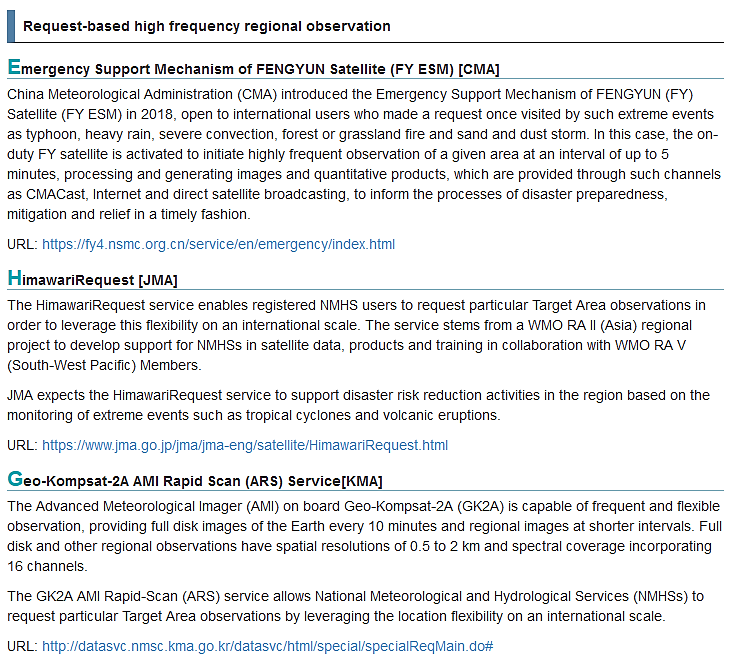 Request-based high frequency regional observation
Emergency Support Mechanism of FENGYUN Satellite (FY ESM) [CMA]
China Meteorological Administration (CMA) introduced the Emergency Support Mechanism of FENGYUN (FY)
Satellite (FY ESM) in 2018, open to international users who made a request once visited by such extreme events
as typhoon, heavy rain, severe convection, forest or grassland fire and sand and dust storm. In this case, the on-
duty FY satellite is activated to initiate highly frequent observation of a given area at an interval of up to 5
minutes, processing and generating images and quantitative products, which are provided through such channels
as CMACast, Internet and direct satellite broadcasting, to inform the processes of disaster preparedness,
mitigation and relief in a timely fashion.
URL: https://fy4.nsmc.org.cn/service/en/emergency/index.html
HimawariRequest [JMA]
The HimawariRequest service enables registered NMHS users to request particular Target Area observations in
order to leverage this flexibility on an international scale. The service stems from a WMO RA II (Asia) regional
project to develop support for NMHSs in satellite data, products and training in collaboration with WMO RA V
(South-West Pacific) Members.
JMA expects the HimawariRequest service to support disaster risk reduction activities in the region based on the
monitoring of extreme events such as tropical cyclones and volcanic eruptions.
URL: https://www.jma.go.jp/jma/jma-eng/satellite/HimawariRequest.html
Geo-Kompsat-2A AMI Rapid Scan (ARS) Service[KMA]
The Advanced Meteorological Imager (AMI) on board Geo-Kompsat-2A (GK2A) is capable of frequent and flexible
observation, providing full disk images of the Earth every 10 minutes and regional images at shorter intervals. Full
disk and other regional observations have spatial resolutions of 0.5 to 2 km and spectral coverage incorporating
16 channels.
The GK2A AMI Rapid-Scan (ARS) service allows National Meteorological and Hydrological Services (NMHSs) to
request particular Target Area observations by leveraging the location flexibility on an international scale.
URL: http://datasvc.nmsc.kma.go.kr/datasvc/html/special/specialReqMain.do#